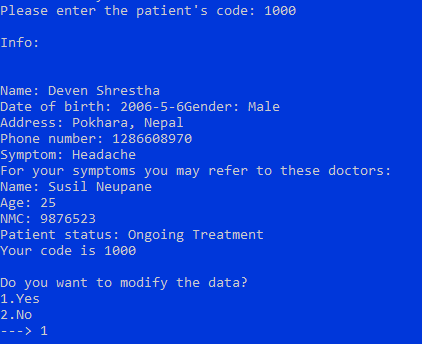 Please enter the patient's code: 1000
Info:
Name: Deven Shrestha
Date of birth: 2006-5-6Gender: Male
Address: Pokhara, Nepal
Phone number: 1286608970
Symptom: Headache
For your symptoms you may refer to these doctors:
Name: Susil Neupane
Age: 25
NMC: 9876523
Patient status: Ongoing Treatment
Your code is 1000
Do you want to modify the data?
1.Yes
2.No
---> 1